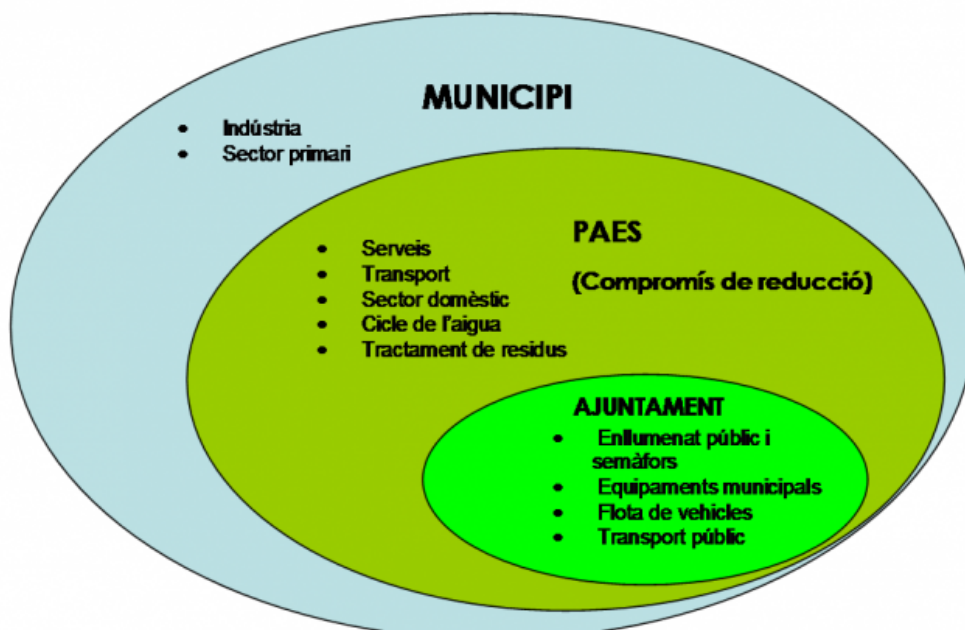 MUNICIPI
• Indústria
• Sector primari
PAES
(Compromís de reducció)
• Serveis
• Transport
• Sector domèstic
• Cicle de l'aigua
• Tractament de residus
AJUNTAMENT
• Enllumenat públic i
semàfors
• Equipaments municipals
• Flota de vehicles
• Transport públic